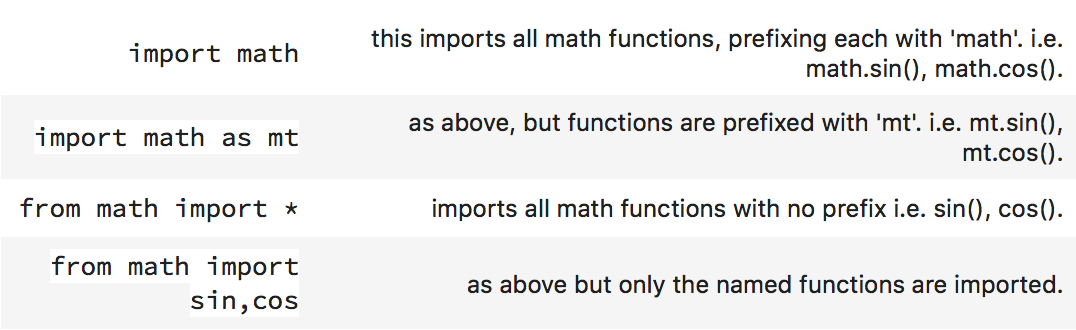 import math
this imports all math functions, prefixing each with 'math'. i.e.
math.sin(), math.cos().
import math as mt
as above, but functions are prefixed with 'mt'. i.e. mt.sin(),
mt.cos().
from math import *
imports all math functions with no prefix i.e. sin(), cos().
from math import
sin,cos
as above but only the named functions are imported.